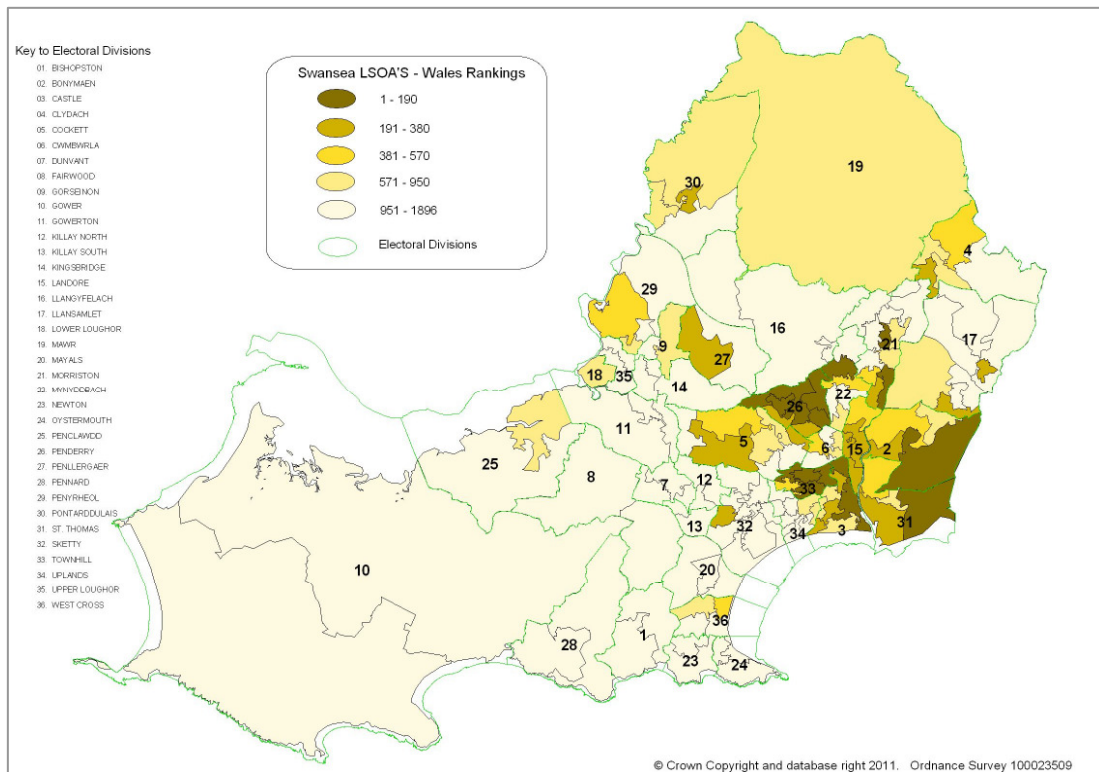 Key to Electoral Divisions
01. BISHOPSTON
02. BONYMAEN
03. CASTLE
04. CLYDACH
05. COCKETT
06. CWMBWRLA
07. DUNVANT
08. FAIRWOOD
09. GORSEINON
10. GOWER
11. GOWERTON
12. KILLAY NORTH
13. KILLAY SOUTH
14. KINGSBRIDGE
15. LANDORE
16. LLANGYFELACH
17. LLANSAMLET
18. LOWER LOUGHOR
19. MAWR
20. MAYALS
21. MORRISTON
22. MYNYDDBACH
23. NEWTON
24. OYSTERMOUTH
25. PENCLAWDD
26. PENDERRY
27. PENLLERGAER
28. PENNARD
29. PENYRHEOL
30. PONTARDDULAIS
31. ST. THOMAS
32. SKETTY
33. TOWNHILL
34. UPLANDS
35. UPPER LOUGHOR
36. WEST CROSS
Swansea LSOA'S - Wales Rankings
1 - 190
191 - 380
381 - 570
571 - 950
951 - 1896
Electoral Divisions
30
19
4
29
16
17
21
9
27
18
35
14
22
26
11
5
6
15
2
25
8
7
12
33
31
13
32
34
3
10
20
36
28
1
23
24
© Crown Copyright and database right 2011. Ordnance Survey 100023509